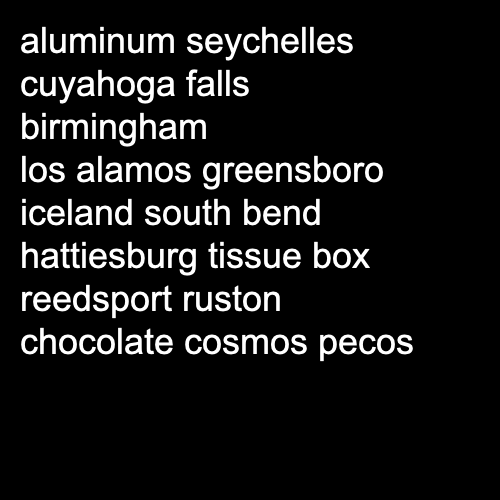 aluminum seychelles
cuyahoga falls
birmingham
los alamos greensboro
iceland south bend
hattiesburg tissue box
reedsport ruston
chocolate cosmos pecos